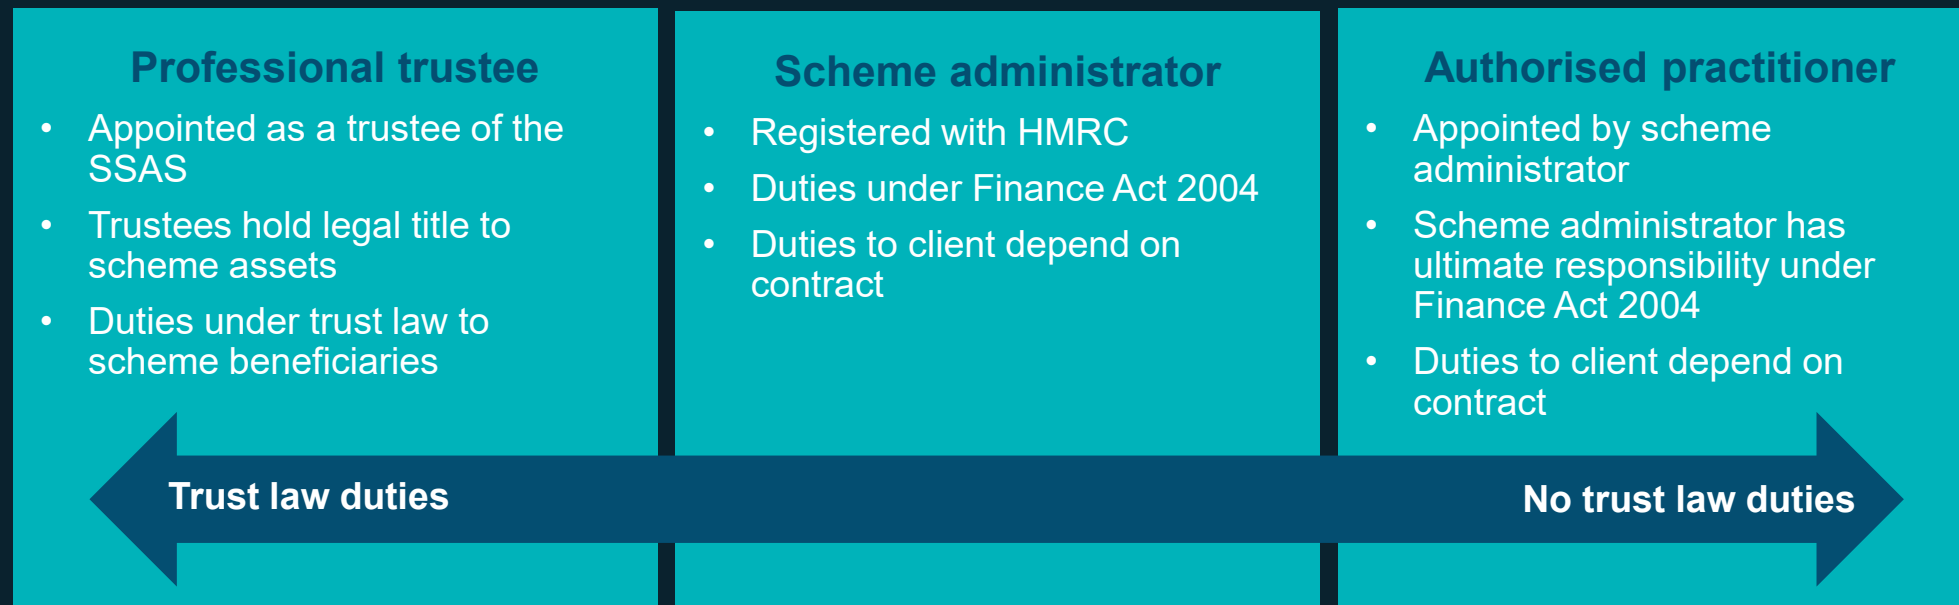 Professional trustee
• Appointed as a trustee of the
SSAS
• Trustees hold legal title to
scheme assets
• Duties under trust law to
scheme beneficiaries
Scheme administrator
• Registered with HMRC
• Duties under Finance Act 2004
• Duties to client depend on
contract
Authorised practitioner
• Appointed by scheme
administrator
• Scheme administrator has
ultimate responsibility under
Finance Act 2004
• Duties to client depend on
contract
Trust law duties
No trust law duties